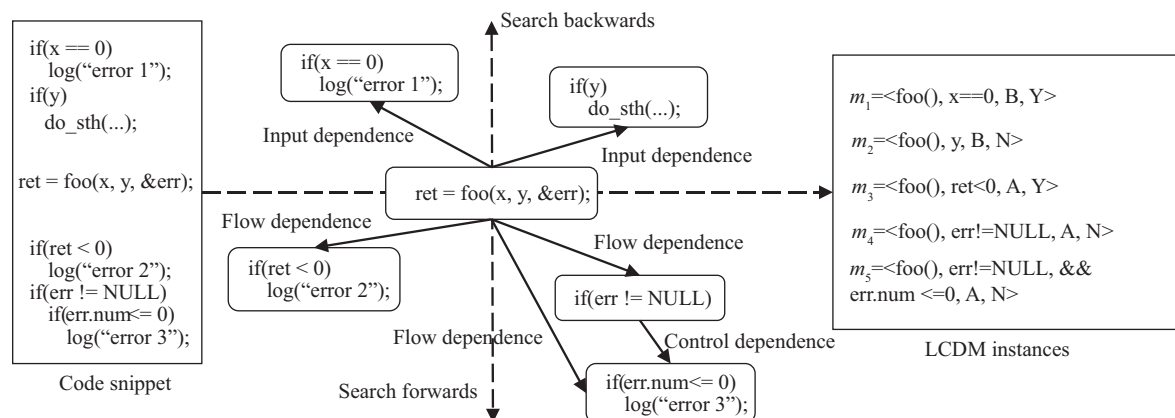 if(x == 0)
log(“error 1”);
if(y)
do_sth(...);
ret = foo(x, y, &err);
if(ret < 0)
log(“error 2”);
if(err != NULL)
if(err.num<= 0)
log(“error 3”);
Code snippet
Search backwards
if(x == 0)
log(“error 1”);
if(y)
do_sth(...);
Input dependence
Input dependence
ret = foo(x, y, &err);
Flow dependence
Flow dependence
if(ret < 0)
log(“error 2”);
if(err != NULL)
Flow dependence
Control dependence
if(err.num<= 0)
log(“error 3”);
Search forwards
m1=<foo(), x==0, B, Y>
m2=<foo(), y, B, N>
m3=<foo(), ret<0, A, Y>
m4=<foo(), err!=NULL, A, N>
m5=<foo(), err!=NULL, &&
err.num <=0, A, N>
LCDM instances